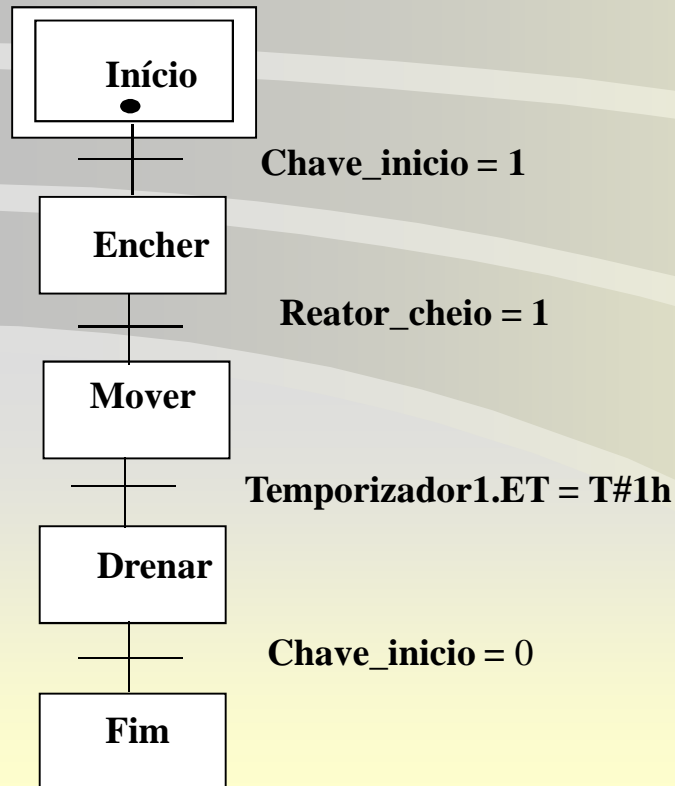 Início
Chave_inicio = 1
Encher
Reator_cheio = 1
Mover
Temporizador1.ET = T#1h
Drenar
Chave_inicio = 0
Fim